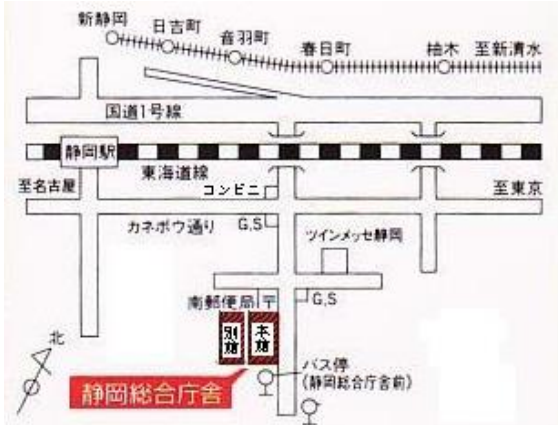 新静岡
日吉町
音羽町
春日町
柚木
至新清水
国道1号線
静岡駅
東海道線
至名古屋
コンビニ
至東京
カネボウ通り
G,S
ツインメッセ静岡
南郵便局
〒
G,S
別館
本館
北
バス停
(静岡総合庁舎前)
静岡総合庁舎